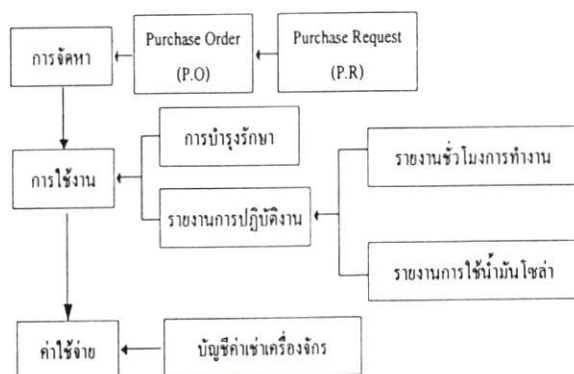 การจัดหา
Purchase Order
(P.O)
Purchase Request
(P.R)
การบำรุงรักษา
การใช้งาน
รายงานการปฏิบัติงาน
รายงานชั่วโมงการทำงาน
รายงานการใช้น้ำมันโซล่า
ค่าใช้จ่าย
บัญชีค่าเช่าเครื่องจักร